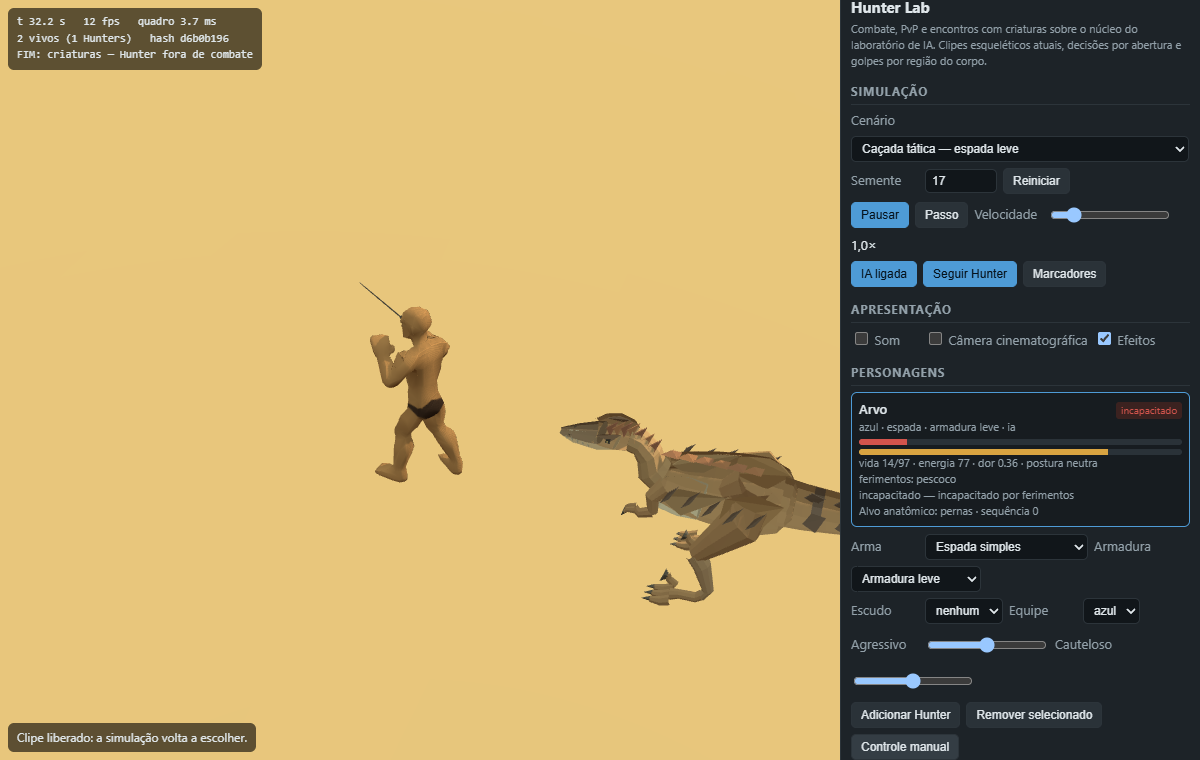 t 32.2 s 12 fps quadro 3.7 ms
2 vivos (1 Hunters) hash d6b0b196
FIM: criaturas — Hunter fora de combate
Clipe liberado: a simulação volta a escolher.
Hunter Lab
Combate, PvP e encontros com criaturas sobre o núcleo do
laboratório de IA. Clipes esqueléticos atuais, decisões por abertura e
golpes por região do corpo.
SIMULAÇÃO
Cenário
Caçada tática — espada leve
Semente 17 Reiniciar
Pausar Passo Velocidade
1,0×
IA ligada Seguir Hunter Marcadores
APRESENTAÇÃO
Som Câmera cinematográfica Efeitos
PERSONAGENS
Arvo incapacitado
azul · espada · armadura leve · ia
vida 14/97 · energia 77 · dor 0.36 · postura neutra
ferimentos: pescoco
incapacitado — incapacitado por ferimentos
Alvo anatômico: pernas · sequência 0
Arma Espada simples Armadura
Armadura leve
Escudo nenhum Equipe azul
Agressivo Cauteloso
Adicionar Hunter Remover selecionado
Controle manual